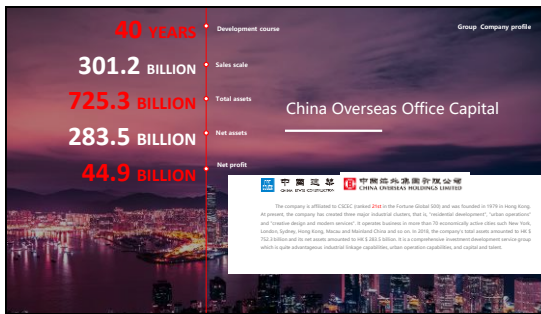 Group Company profile
40 YEARS Development course
301.2 BILLION Sales scale
725.3 BILLION Total assets
283.5 BILLION Net assets
44.9 BILLION Net profit
China Overseas Office Capital
中國建築
CHINA STATE CONSTRUCTION
中國海外集團有限公司
CHINA OVERSEAS HOLDINGS LIMITED
The company is affiliated to CSCEC (ranked 21st in the Fortune Global 500) and was founded in 1979 in Hong Kong.
At present, the company has created three major industrial clusters, that is, "residential development", "urban operations"
and "creative design and modern services". It operates business in more than 70 economically active cities such New York,
London; Sydney, Hong Kong, Macau and Mainland China and so on. In 2018, the company's total assets amounted to HK $
752.3 billion and its net assets amounted to HK $ 283.5 billion. It is a comprehensive investment development service group
which is quite advantageous industrial linkage capabilities, urban operation capabilities, and capital and talent.